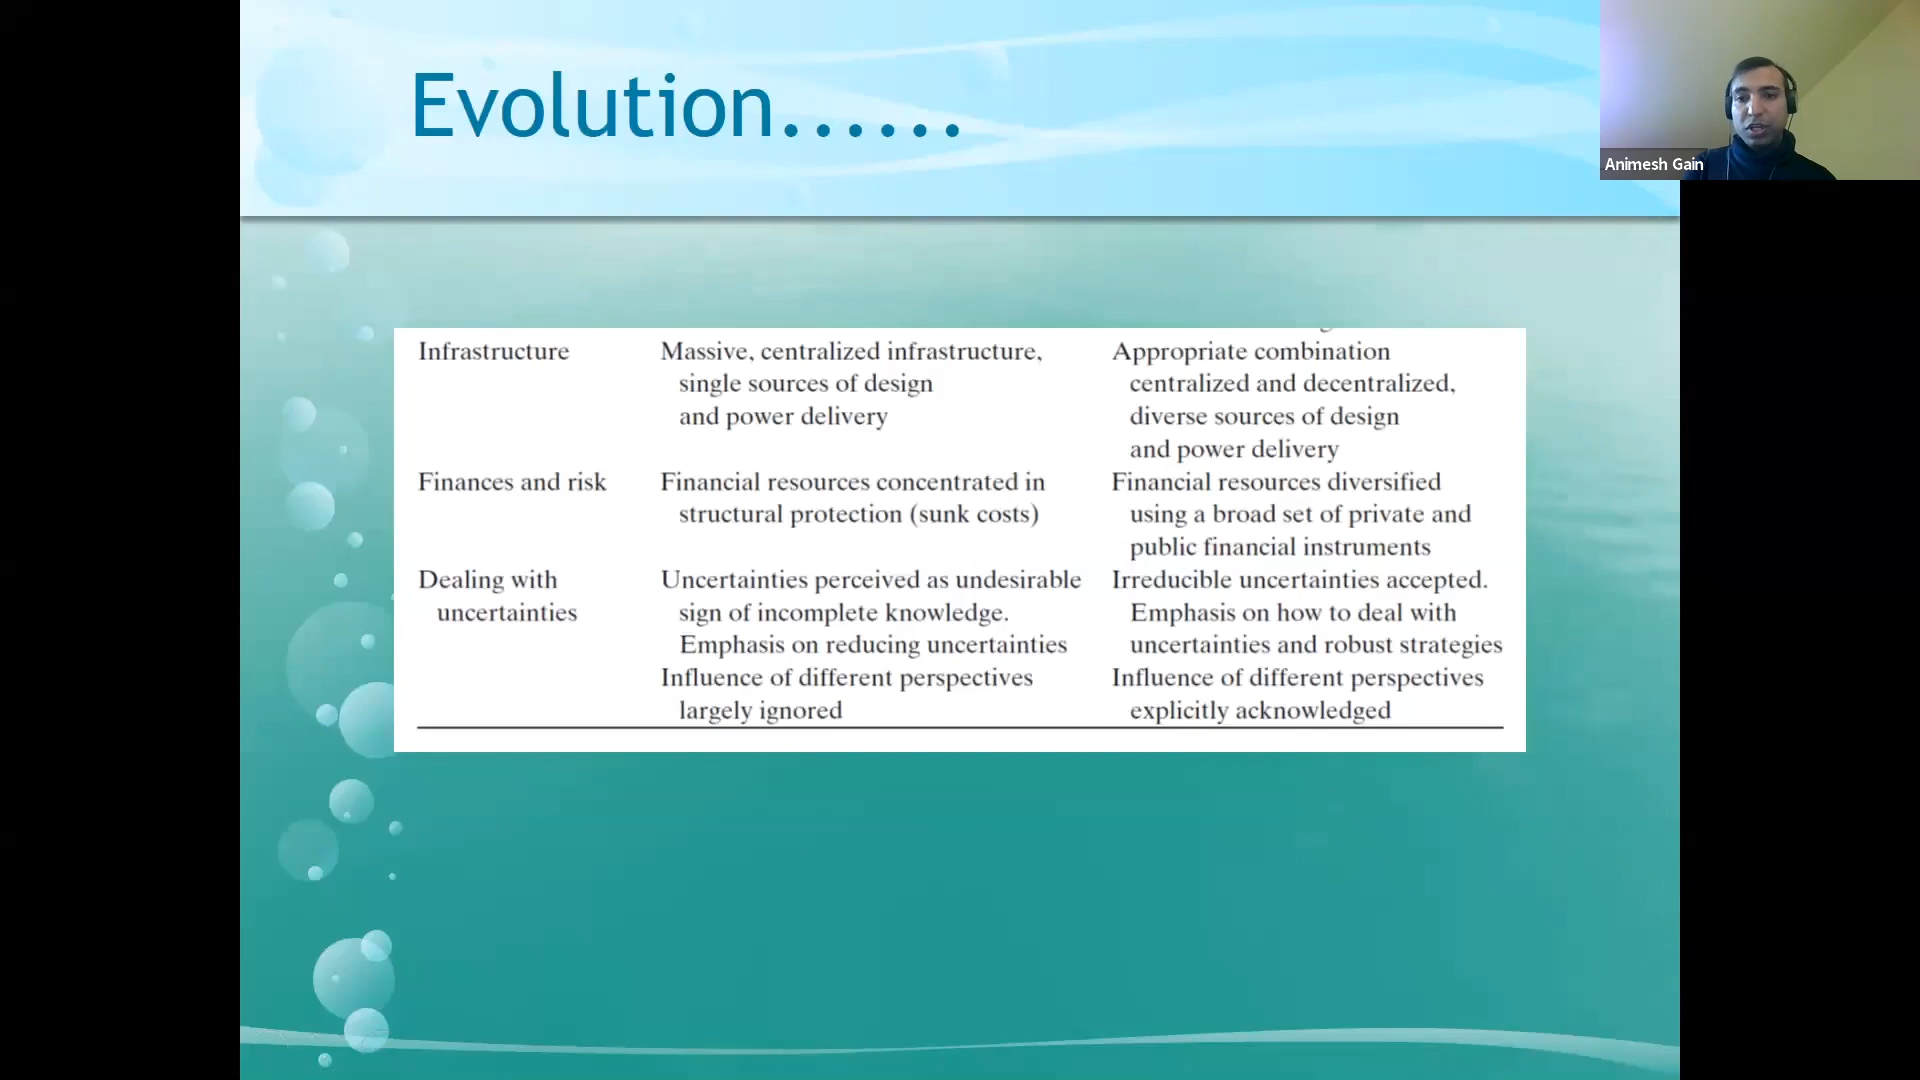 Evolution......
Animesh Gain
Infrastructure
Massive, centralized infrastructure,
single sources of design
and power delivery
Appropriate combination
centralized and decentralized,
diverse sources of design
and power delivery
Finances and risk
Financial resources concentrated in
structural protection (sunk costs)
Financial resources diversified
using a broad set of private and
public financial instruments
Dealing with
uncertainties
Uncertainties perceived as undesirable
sign of incomplete knowledge.
Emphasis on reducing uncertainties
Influence of different perspectives
largely ignored
Irreducible uncertainties accepted.
Emphasis on how to deal with
uncertainties and robust strategies
Influence of different perspectives
explicitly acknowledged